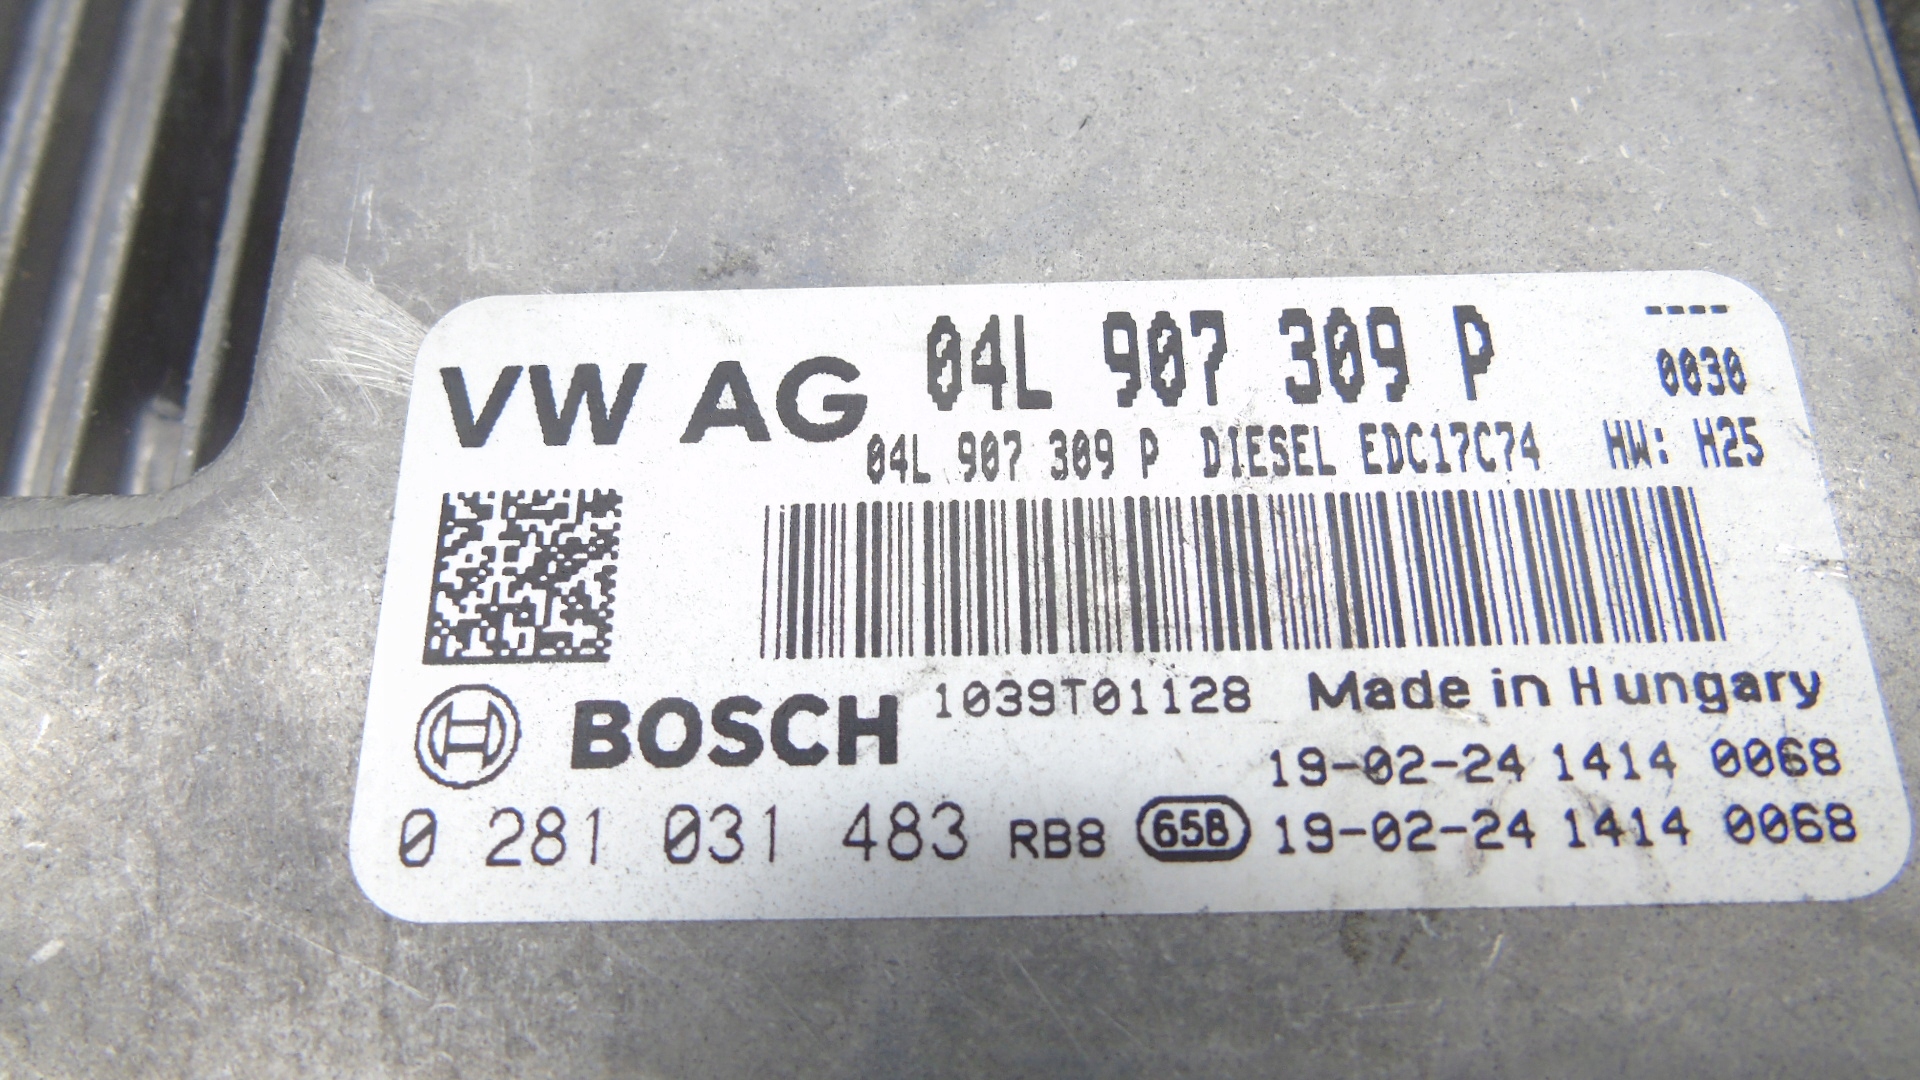 VW AG 04L 907 309 P ----
0030
04L 907 309 P DIESEL EDC17C74 HW: H25
BOSCH 1039T01128 Made in Hungary
19-02-24 1414 0068
0 281 031 483 RB8 65B 19-02-24 1414 0068